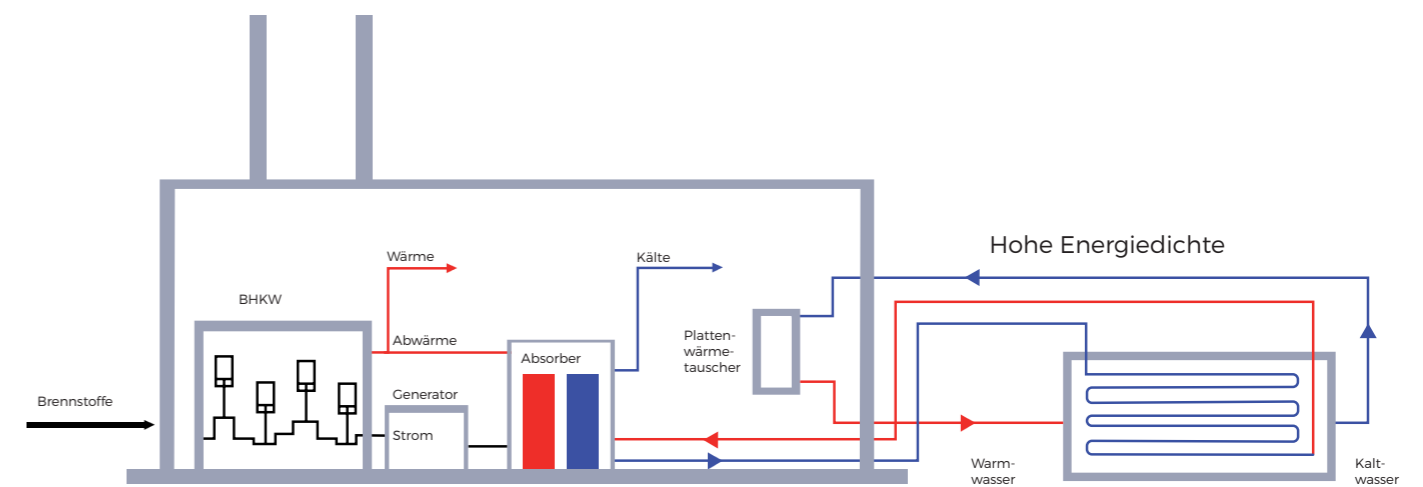 Hohe Energiedichte
Wärme
Kälte
BHKW
Platten-
wärme-
tauscher
Abwärme
Absorber
Generator
Brennstoffe
Strom
Warm-
wasser
Kalt-
wasser